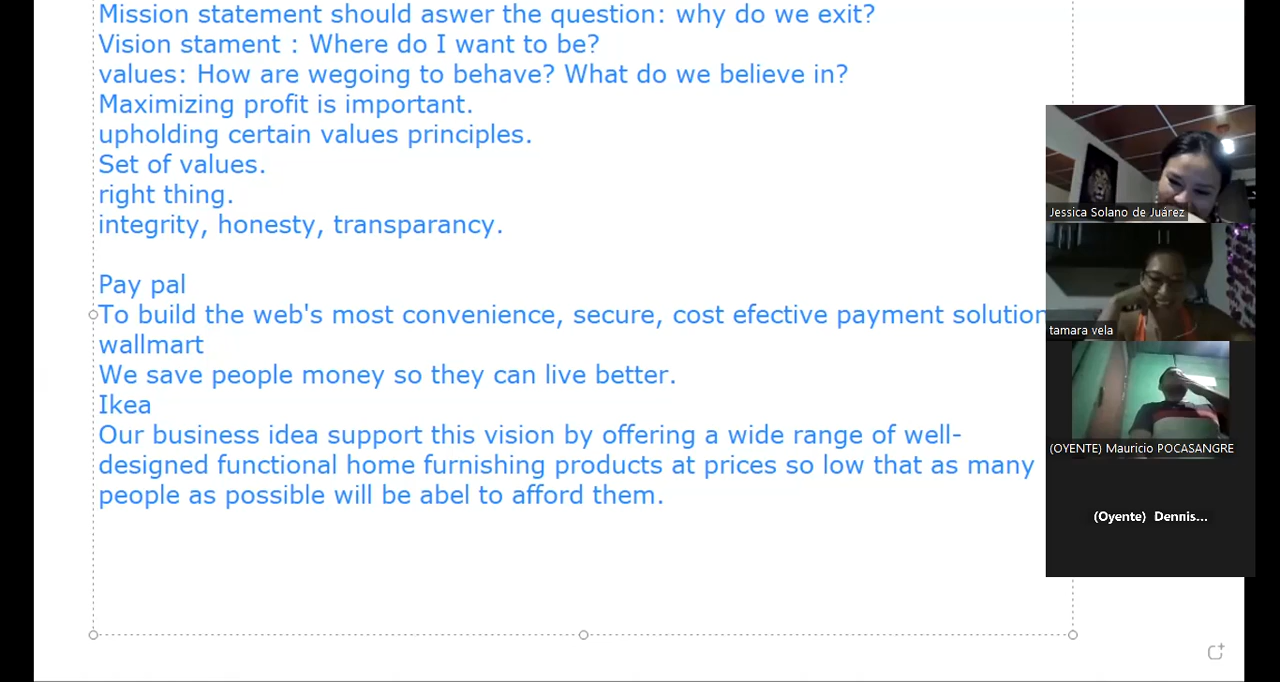 Mission statement should aswer the question: why do we exit?
Vision stament : Where do I want to be?
values: How are wegoing to behave? What do we believe in?
Maximizing profit is important.
upholding certain values principles.
Set of values.
right thing.
integrity, honesty, transparancy.
Pay pal
To build the web's most convenience, secure, cost efective payment solution
wallmart
We save people money so they can live better.
Ikea
Our business idea support this vision by offering a wide range of well-
designed functional home furnishing products at prices so low that as many
people as possible will be abel to afford them.
Jessica Solano de Juárez
tamara vela
(OYENTE) Mauricio POCASANGRE
(Oyente) Dennis...